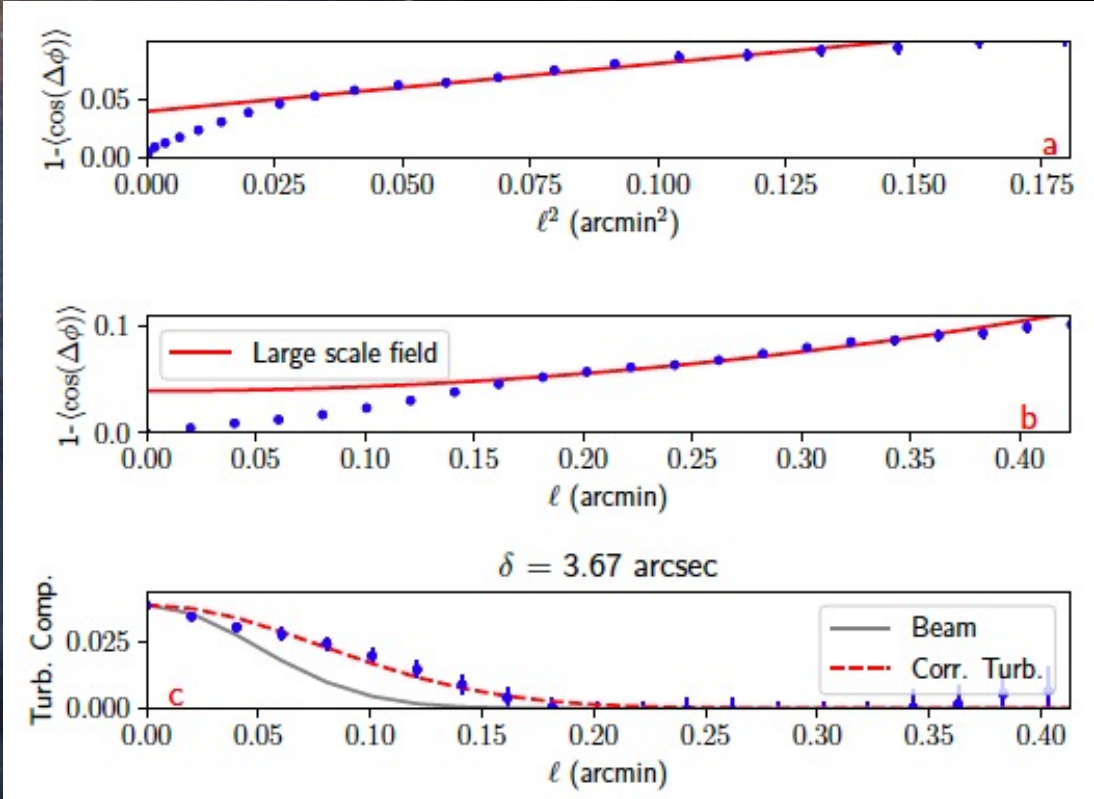 1-⟨cos(Δϕ)⟩
0.05
0.00
a
0.000 0.025 0.050 0.075 0.100 0.125 0.150 0.175
ℓ² (arcmin²)
1-⟨cos(Δϕ)⟩
0.1
0.0
Large scale field
b
0.00 0.05 0.10 0.15 0.20 0.25 0.30 0.35 0.40
ℓ (arcmin)
δ = 3.67 arcsec
Turb. Comp.
0.025
0.000
Beam
Corr. Turb.
c
0.00 0.05 0.10 0.15 0.20 0.25 0.30 0.35 0.40
ℓ (arcmin)